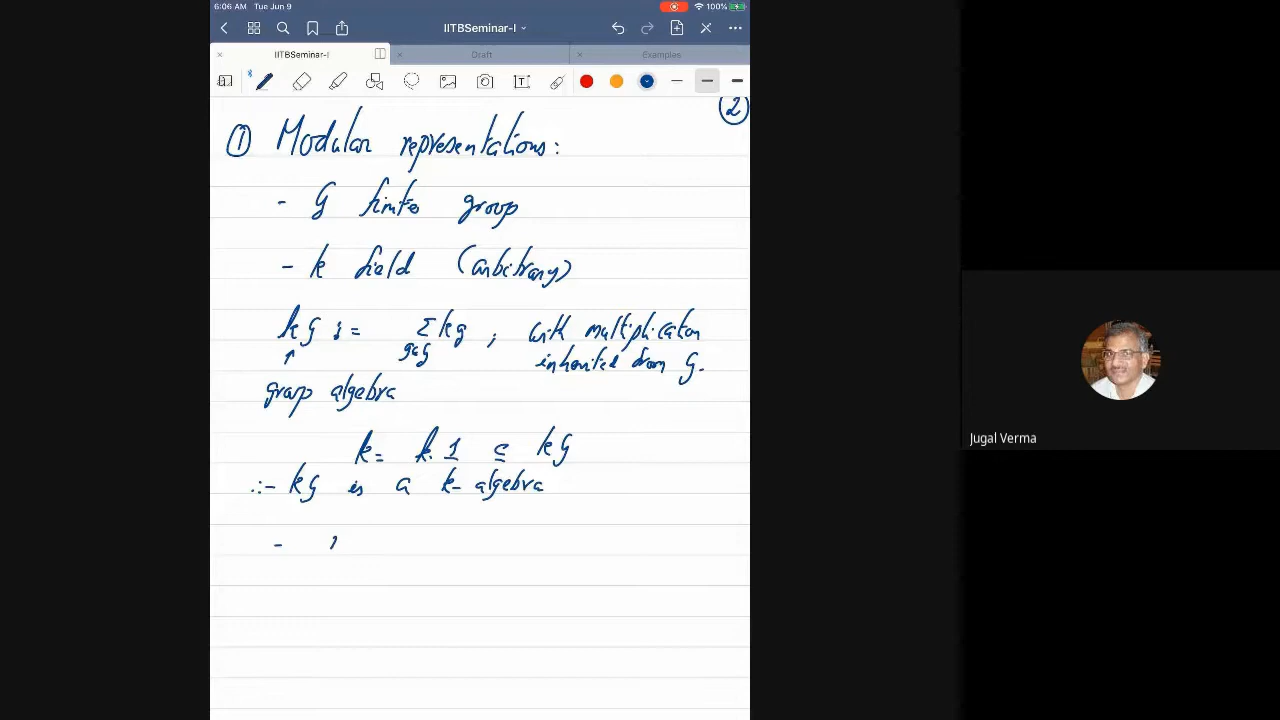 6:06 AM Tue Jun 9
100%
IITBSeminar-I
IITBSeminar-I
Draft
Examples
2
① Modular representations:
- G finite group
- k field (arbitrary)
kG := Σ kg ; with multiplication
g∈G inherited from G.
↑
group algebra
k = k.1 ⊆ kG
∴- kG is a k-algebra
-
Jugal Verma